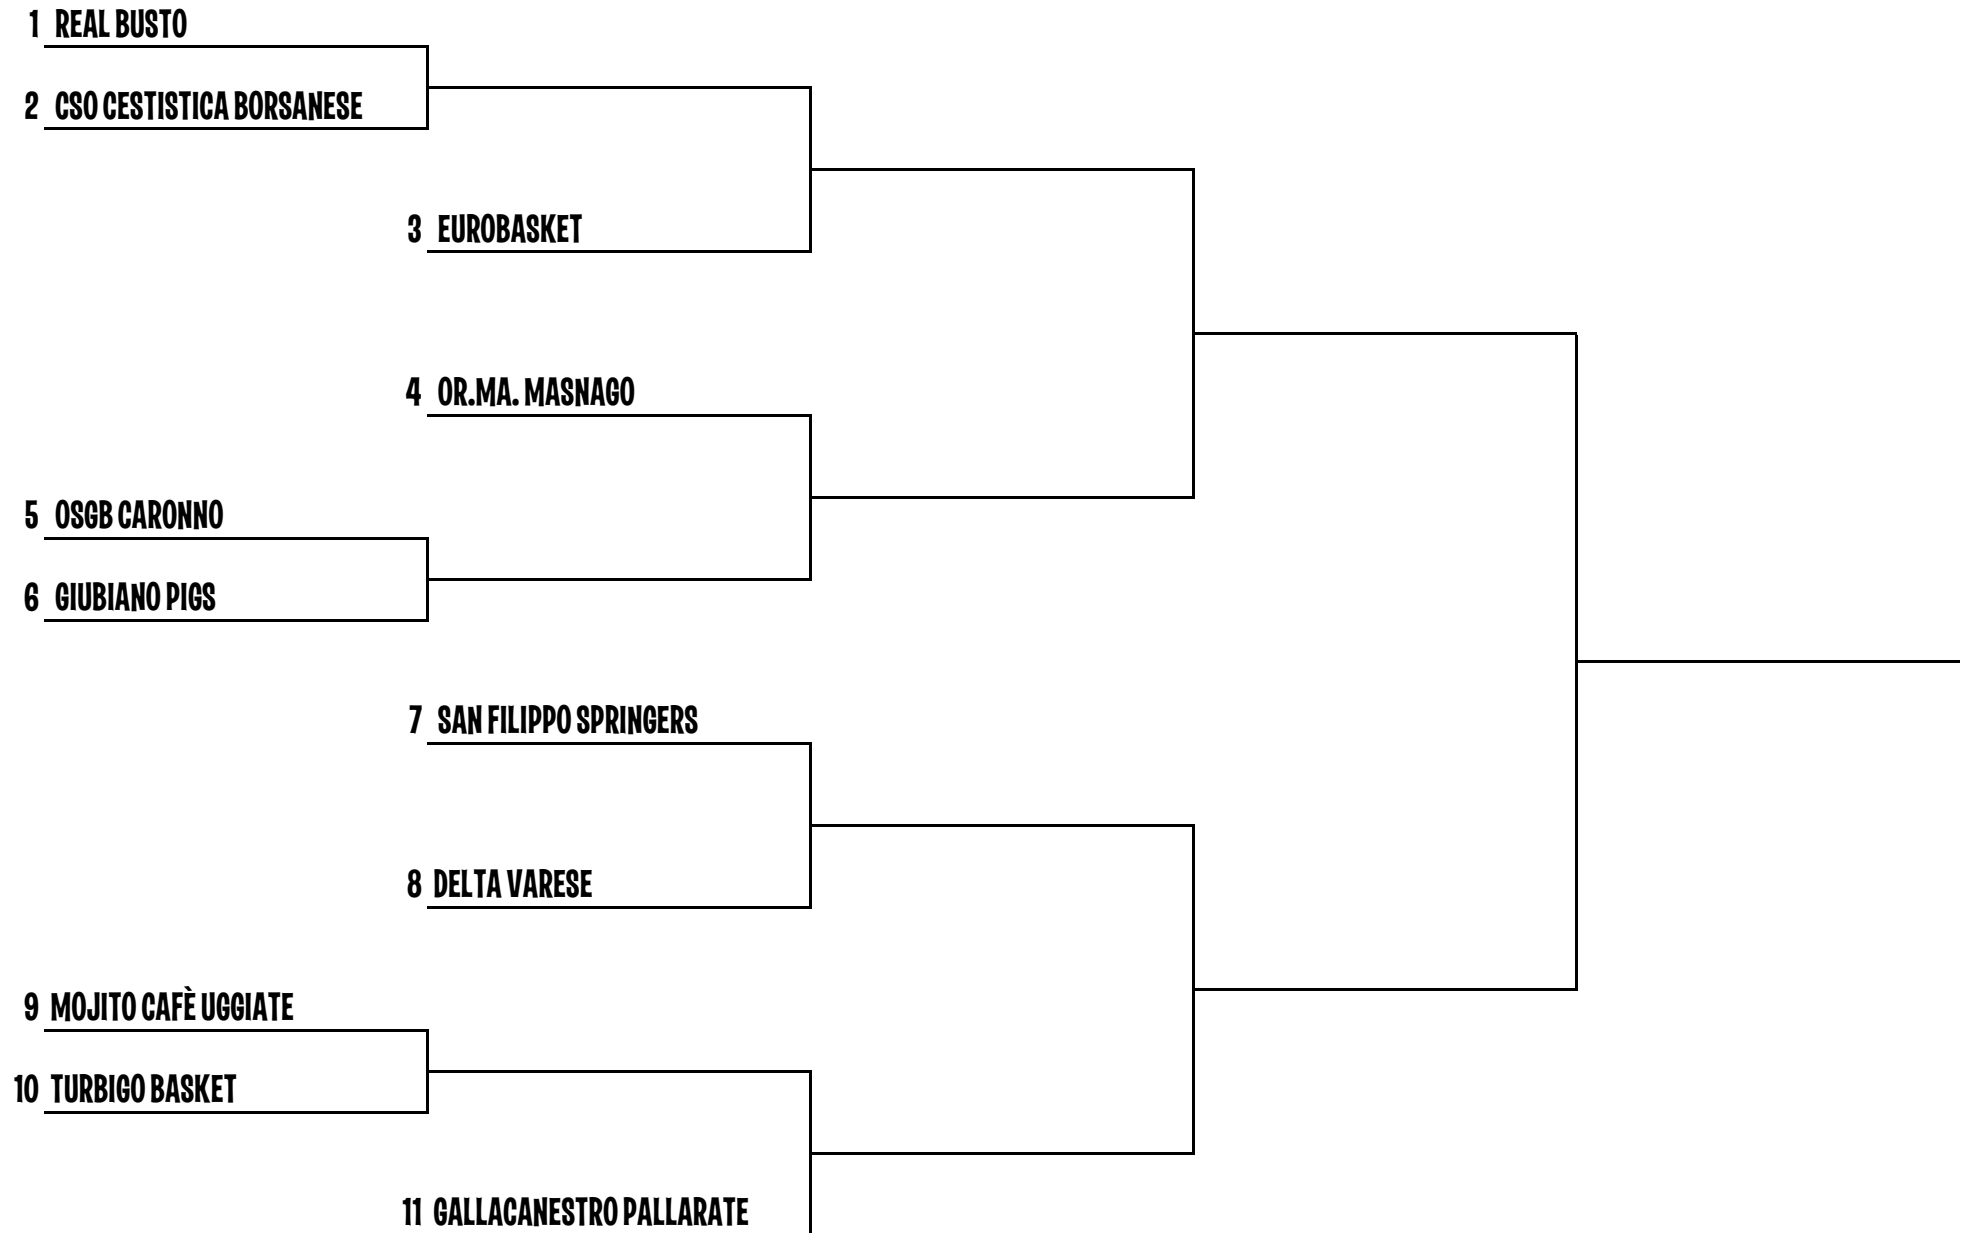 1 REAL BUSTO
2 CSO CESTISTICA BORSANESE
3 EUROBASKET
4 OR.MA. MASNAGO
5 OSGB CARONNO
6 GIUBIANO PIGS
7 SAN FILIPPO SPRINGERS
8 DELTA VARESE
9 MOJITO CAFÈ UGGIATE
10 TURBIGO BASKET
11 GALLACANESTRO PALLARATE